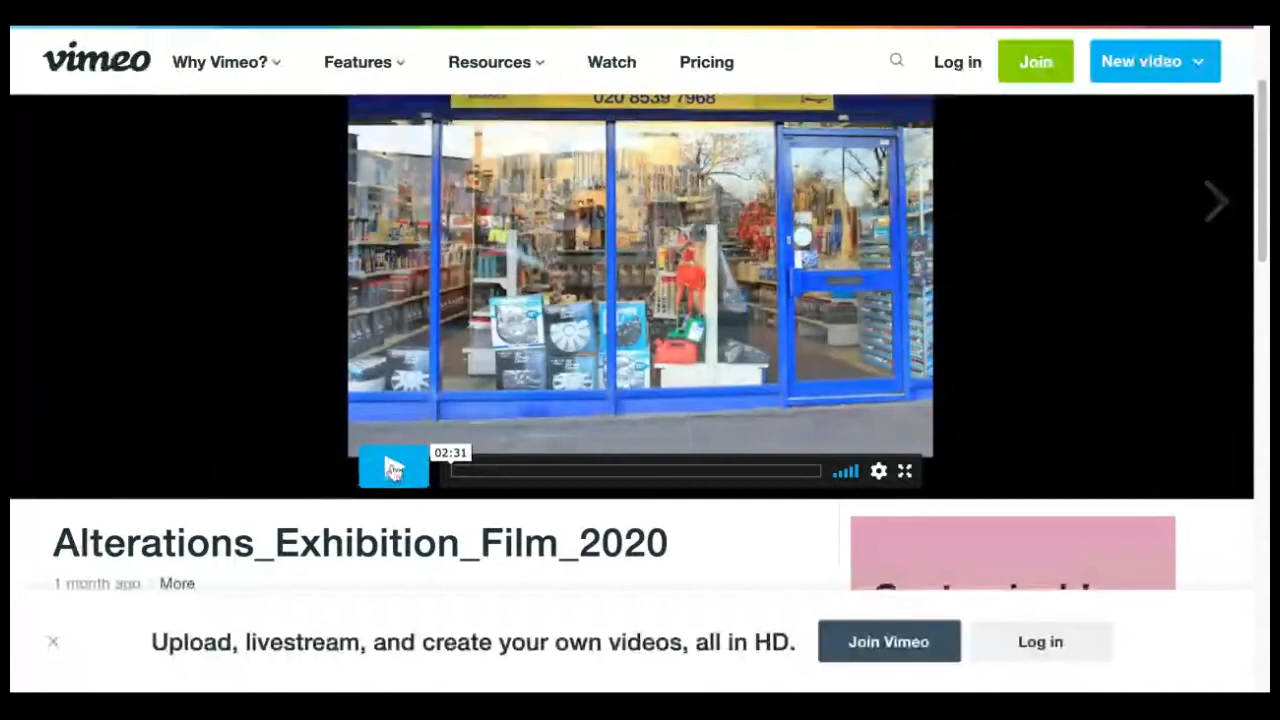 vimeo
Why Vimeo?
Features
Resources
Watch
Pricing
Log in
Join
New video
020 8539 7968
02:31
Alterations_Exhibition_Film_2020
1 month ago
More
Upload, livestream, and create your own videos, all in HD.
Join Vimeo
Log in